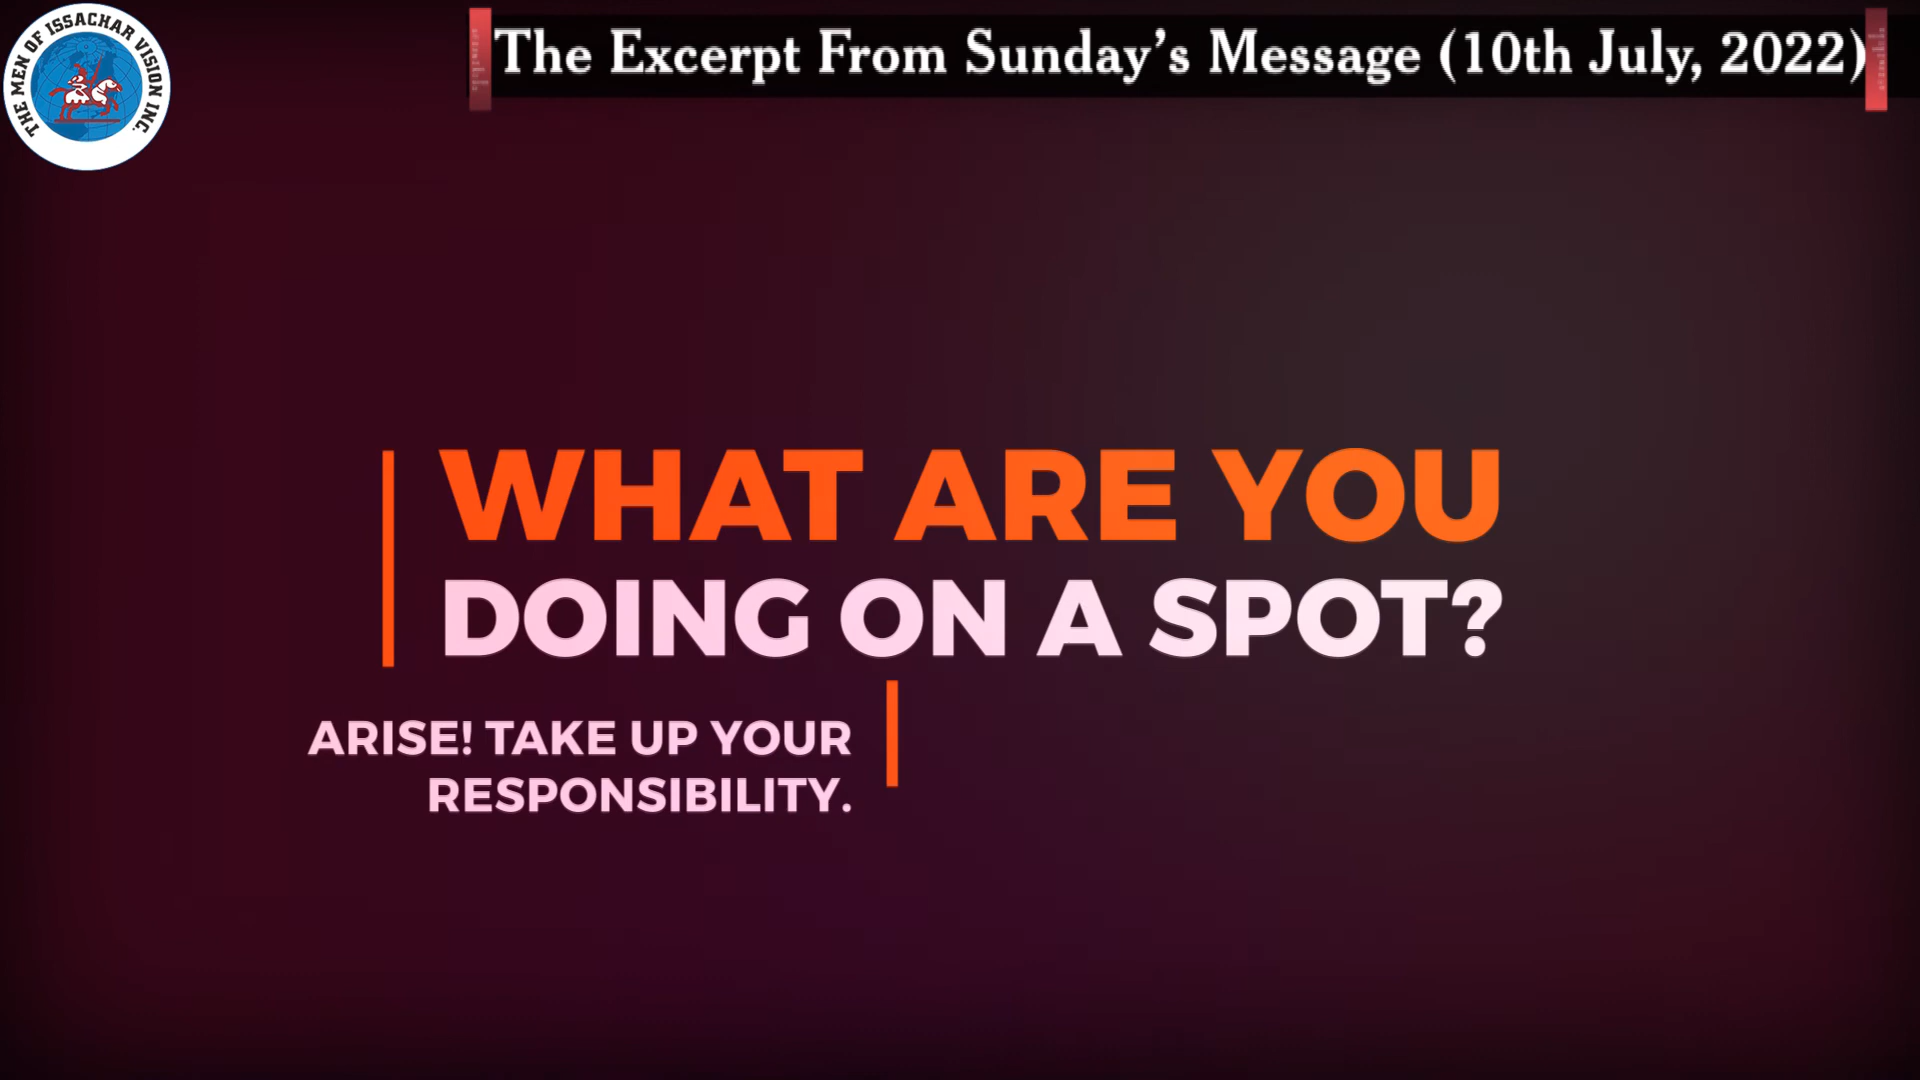 THE MEN OF ISSACHAR VISION INC.
The Excerpt From Sunday's Message (10th July, 2022)
WHAT ARE YOU
DOING ON A SPOT?
ARISE! TAKE UP YOUR
RESPONSIBILITY.